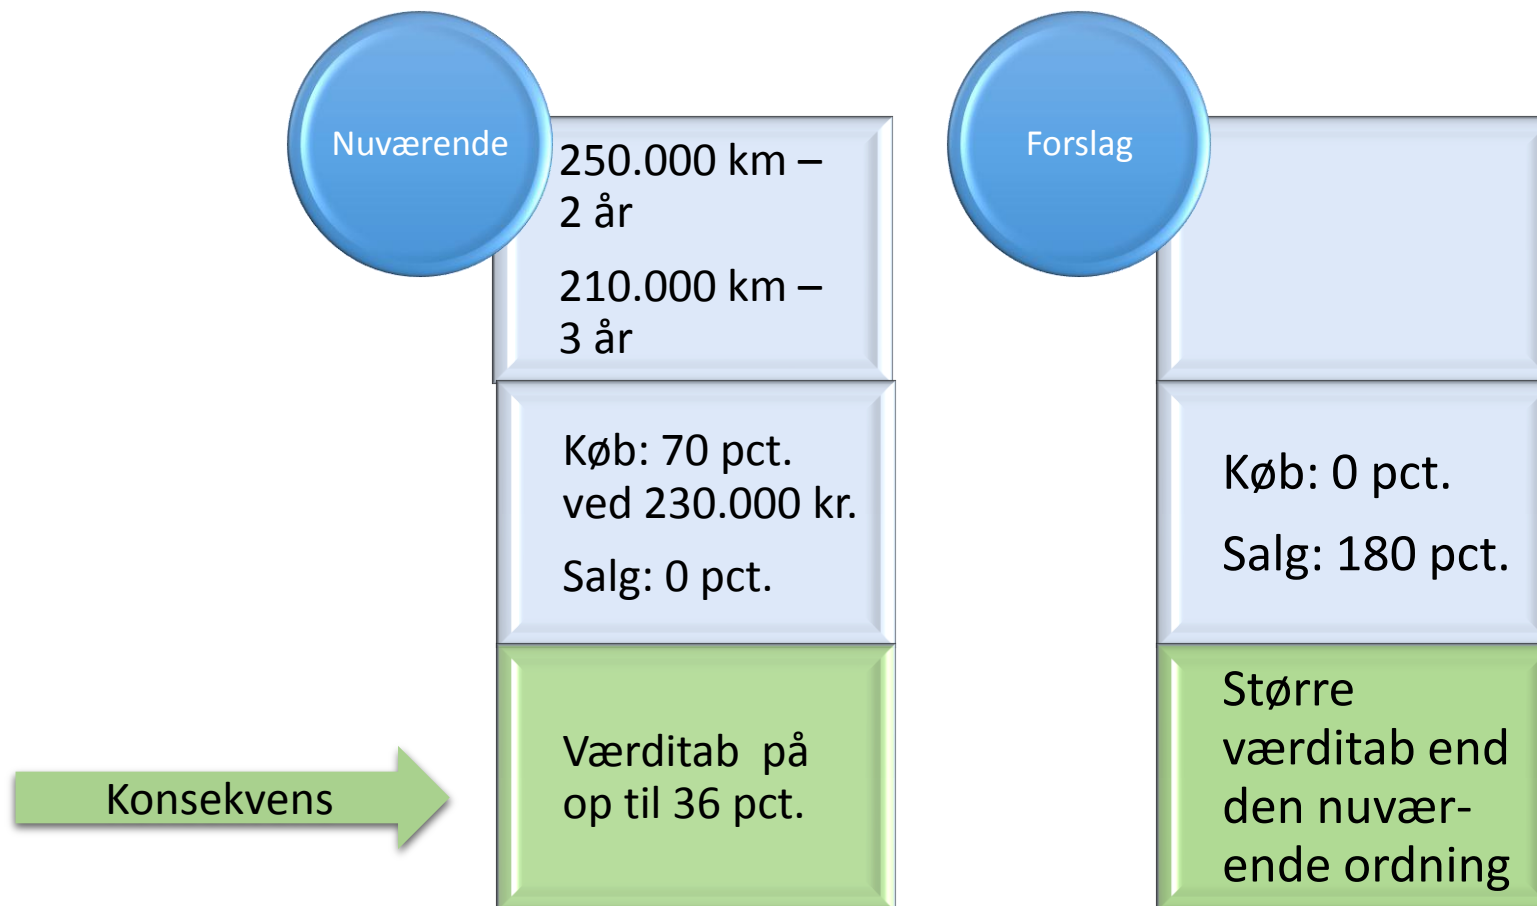 Nuværende
250.000 km –
2 år
210.000 km –
3 år
Køb: 70 pct.
ved 230.000 kr.
Salg: 0 pct.
Værditab på
op til 36 pct.
Forslag
Køb: 0 pct.
Salg: 180 pct.
Større
værditab end
den nuvær-
ende ordning
Konsekvens